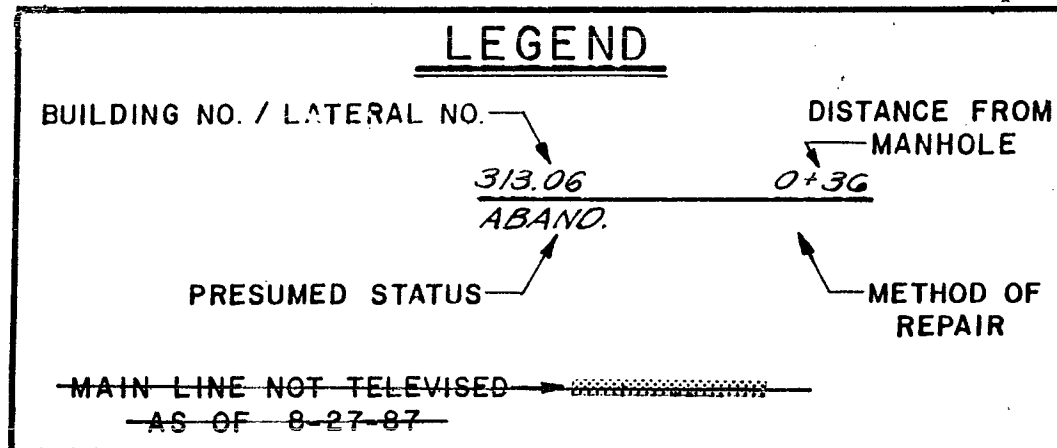 LEGEND
BUILDING NO. / LATERAL NO.
DISTANCE FROM
MANHOLE
313.06 0+36
ABAND.
PRESUMED STATUS
METHOD OF
REPAIR
MAIN LINE NOT TELEVISED
AS OF 8-27-87